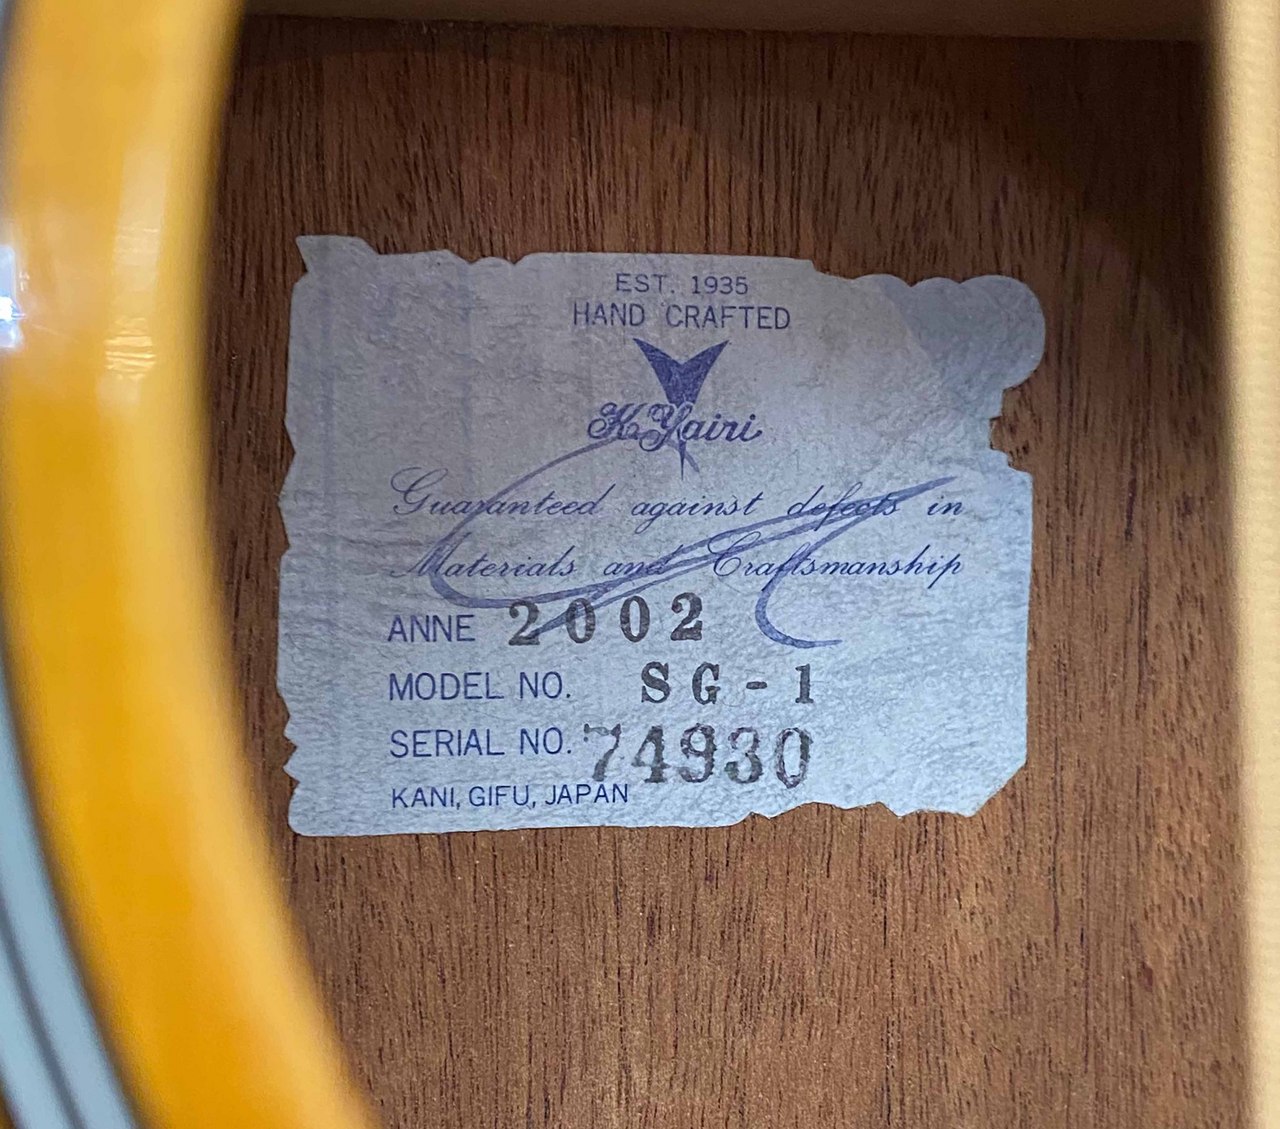 EST. 1935
HAND CRAFTED
K.Yairi
Guaranteed against defects in
Materials and Craftsmanship
ANNE 2002
MODEL NO. SG-1
SERIAL NO. 74930
KANI, GIFU, JAPAN